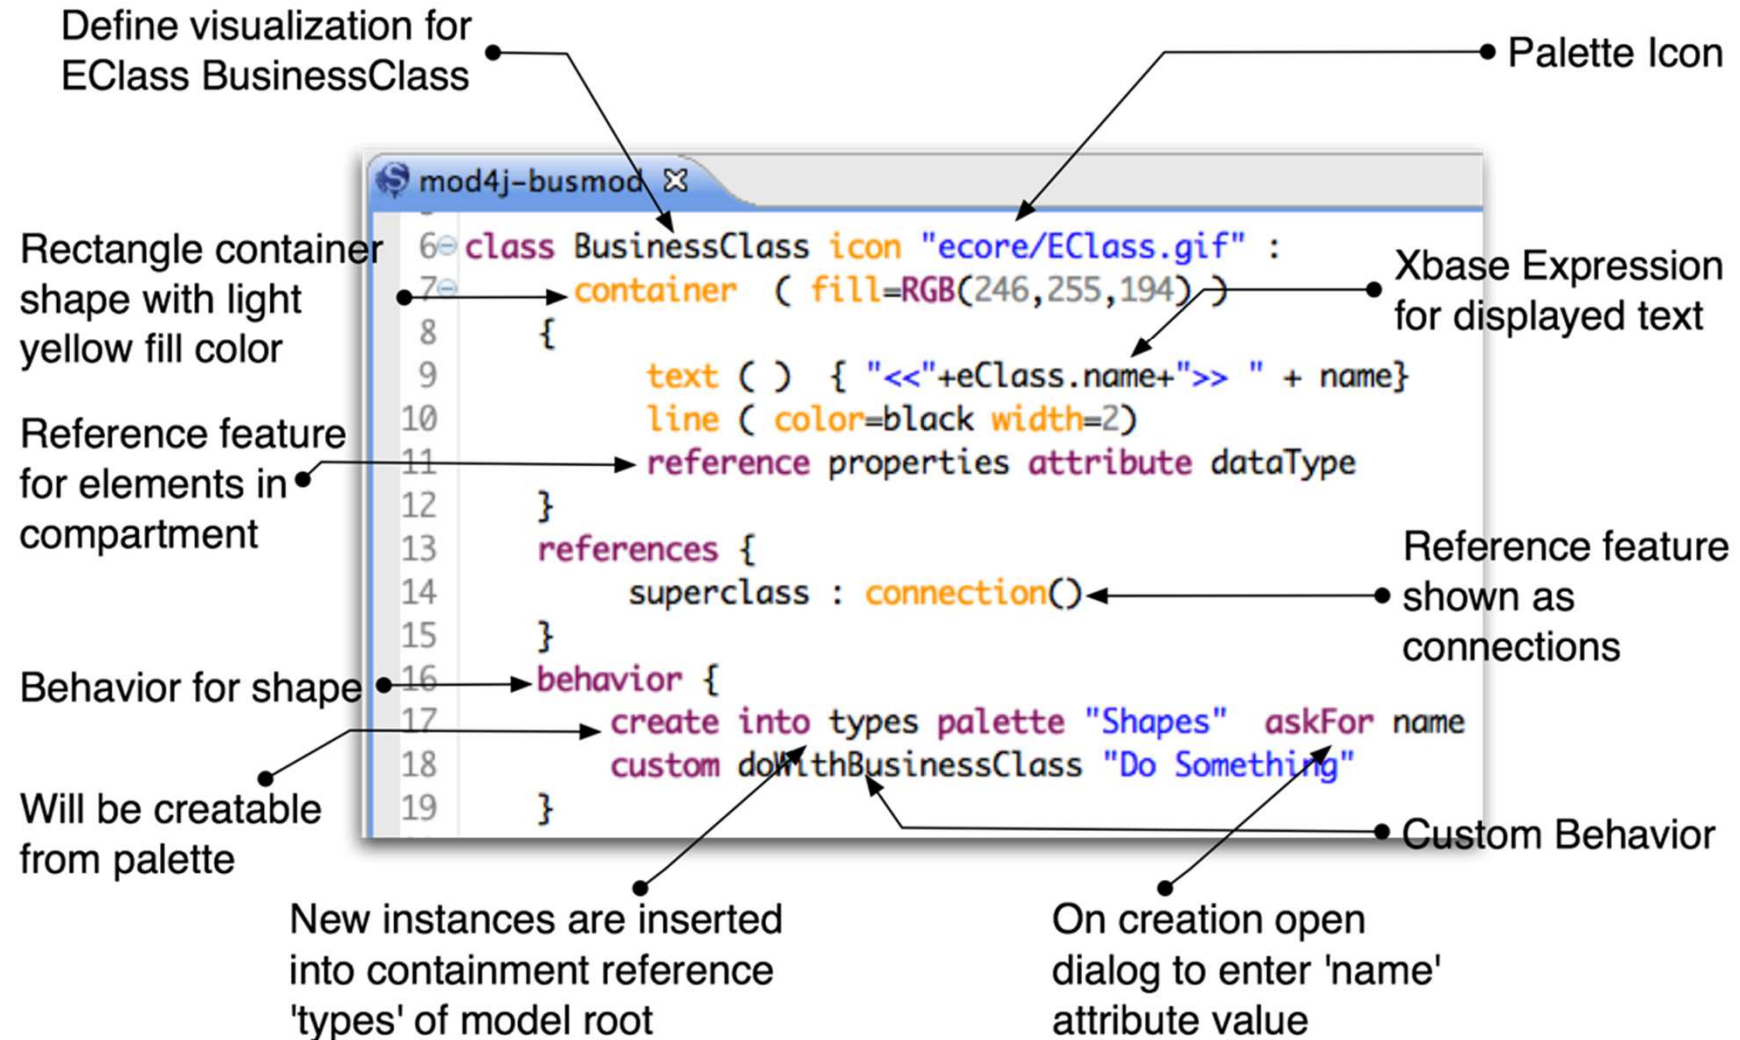 Define visualization for
EClass BusinessClass
Palette Icon
mod4j-busmod
Rectangle container
shape with light
yellow fill color
6 class BusinessClass icon "ecore/EClass.gif" :
7 container ( fill=RGB(246,255,194) )
8 {
9 text ( ) { "<<"+eClass.name+">> " + name}
10 line ( color=black width=2)
11 reference properties attribute dataType
12 }
13 references {
14 superclass : connection()
15 }
16 behavior {
17 create into types palette "Shapes" askFor name
18 custom doWithBusinessClass "Do Something"
19 }
Xbase Expression
for displayed text
Reference feature
for elements in
compartment
Reference feature
shown as
connections
Behavior for shape
Will be creatable
from palette
Custom Behavior
New instances are inserted
into containment reference
'types' of model root
On creation open
dialog to enter 'name'
attribute value